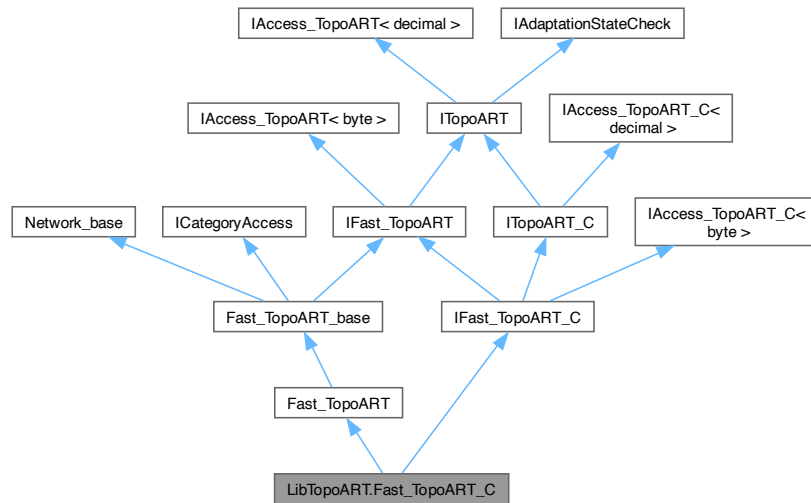 IAccess_TopoART< decimal >
IAdaptationStateCheck
IAccess_TopoART< byte >
ITopoART
IAccess_TopoART_C<
decimal >
Network_base
ICategoryAccess
IFast_TopoART
ITopoART_C
IAccess_TopoART_C<
byte >
Fast_TopoART_base
IFast_TopoART_C
Fast_TopoART
LibTopoART.Fast_TopoART_C